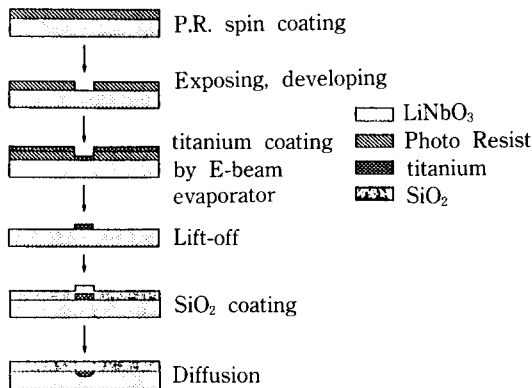 P.R. spin coating
Exposing, developing
titanium coating
by E-beam
evaporator
Lift-off
SiO₂ coating
Diffusion
LiNbO₃
Photo Resist
titanium
SiO₂